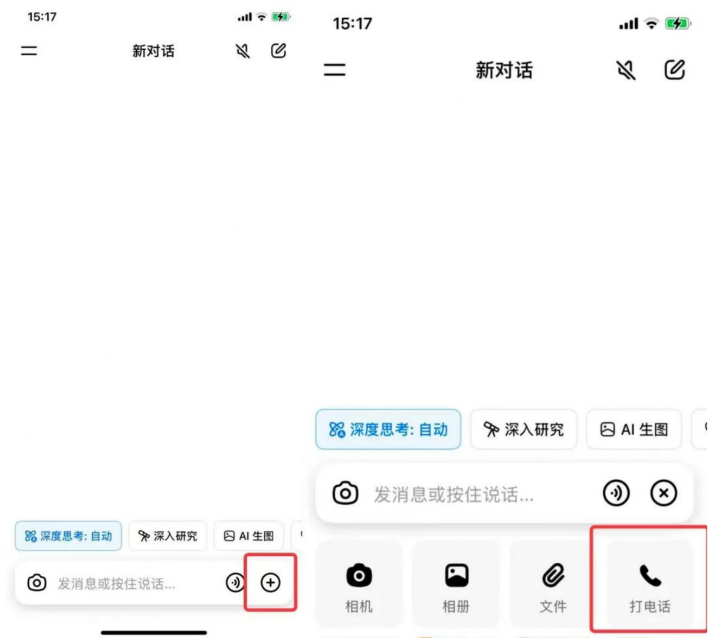 15:17
新对话
深度思考: 自动
深入研究
AI 生图
发消息或按住说话...
15:17
新对话
深度思考: 自动
深入研究
AI 生图
发消息或按住说话...
相机
相册
文件
打电话